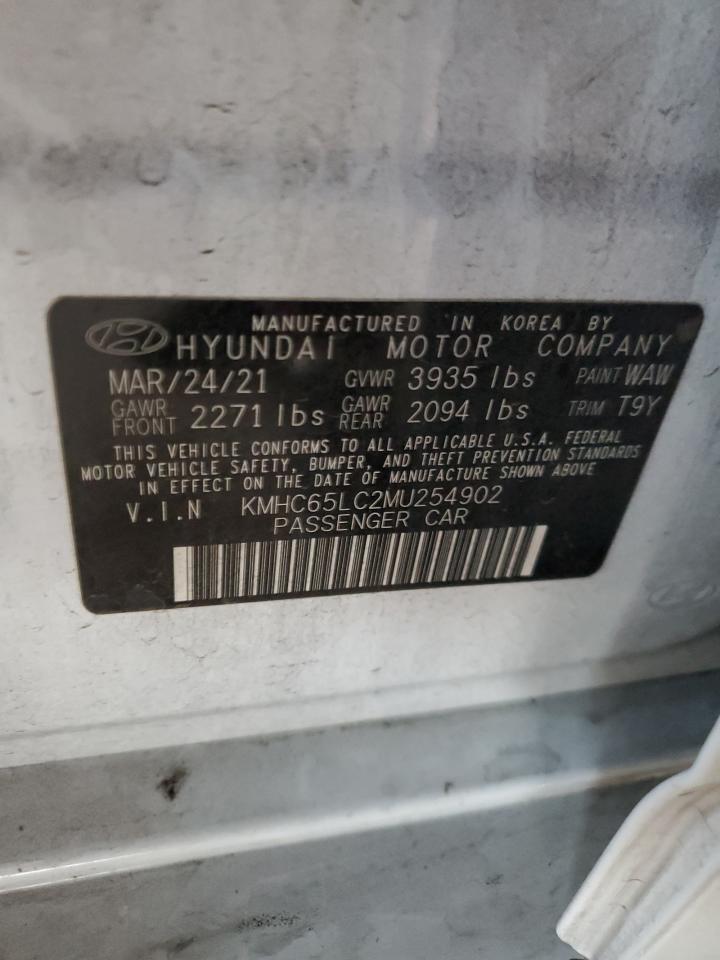 MANUFACTURED IN KOREA BY
HYUNDAI MOTOR COMPANY
MAR/24/21 GVWR 3935 lbs PAINT WAW
GAWR FRONT 2271 lbs GAWR REAR 2094 lbs TRIM T9Y
THIS VEHICLE CONFORMS TO ALL APPLICABLE U.S.A. FEDERAL
MOTOR VEHICLE SAFETY, BUMPER, AND THEFT PREVENTION STANDARDS
IN EFFECT ON THE DATE OF MANUFACTURE SHOWN ABOVE
V.I.N KMHC65LC2MU254902
PASSENGER CAR